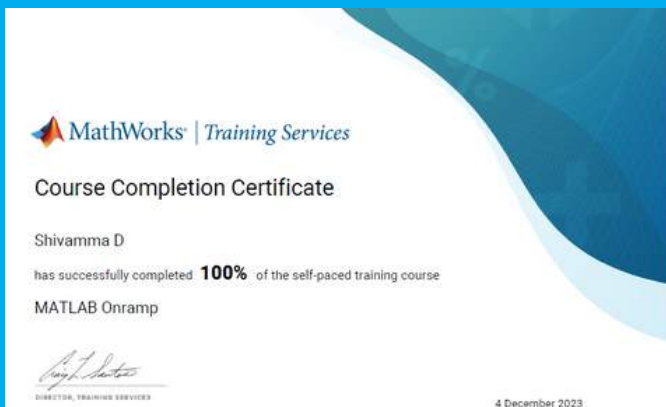 MathWorks® | Training Services
Course Completion Certificate
Shivamma D
has successfully completed 100% of the self-paced training course
MATLAB Onramp
DIRECTOR, TRAINING SERVICES
4 December 2023